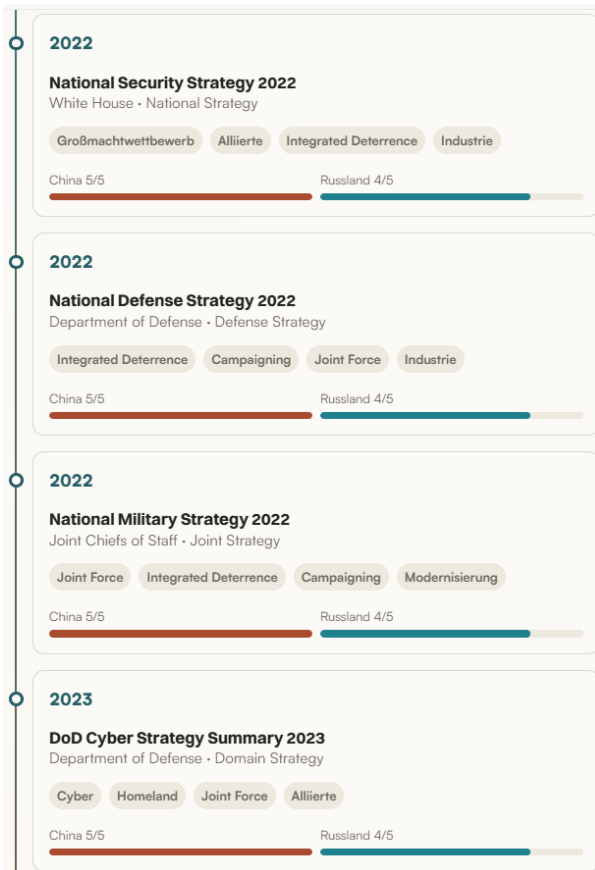 2022
National Security Strategy 2022
White House • National Strategy
Großmachtwettbewerb Alliierte Integrated Deterrence Industrie
China 5/5 Russland 4/5
2022
National Defense Strategy 2022
Department of Defense • Defense Strategy
Integrated Deterrence Campaigning Joint Force Industrie
China 5/5 Russland 4/5
2022
National Military Strategy 2022
Joint Chiefs of Staff • Joint Strategy
Joint Force Integrated Deterrence Campaigning Modernisierung
China 5/5 Russland 4/5
2023
DoD Cyber Strategy Summary 2023
Department of Defense • Domain Strategy
Cyber Homeland Joint Force Alliierte
China 5/5 Russland 4/5